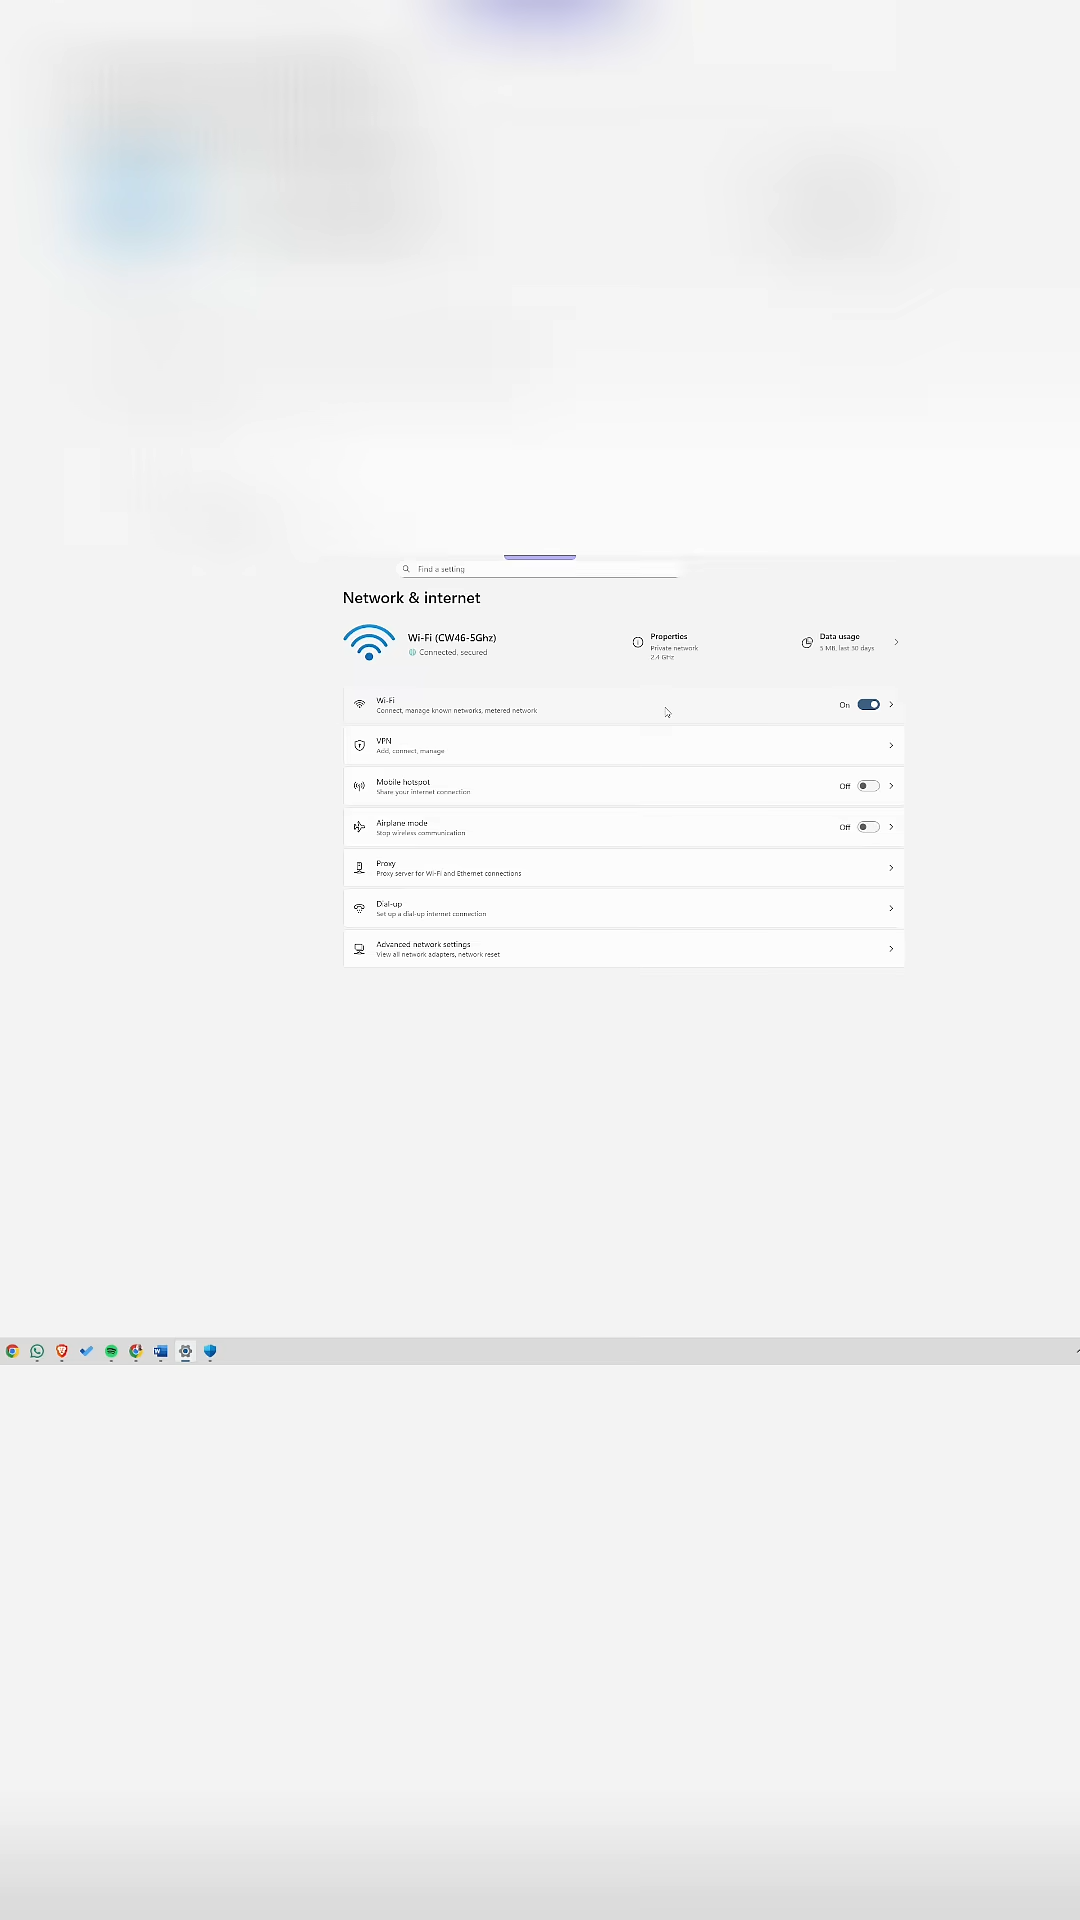 Find a setting
Network & internet
Wi-Fi (CW46-5Ghz)
Connected, secured
Properties
Private network
2.4 GHz
Data usage
5 MB, last 30 days
Wi-Fi
Connect, manage known networks, metered network
On
VPN
Add, connect, manage
Mobile hotspot
Share your internet connection
Off
Airplane mode
Stop wireless communication
Off
Proxy
Proxy server for Wi-Fi and Ethernet connections
Dial-up
Set up a dial-up internet connection
Advanced network settings
View all network adapters, network reset